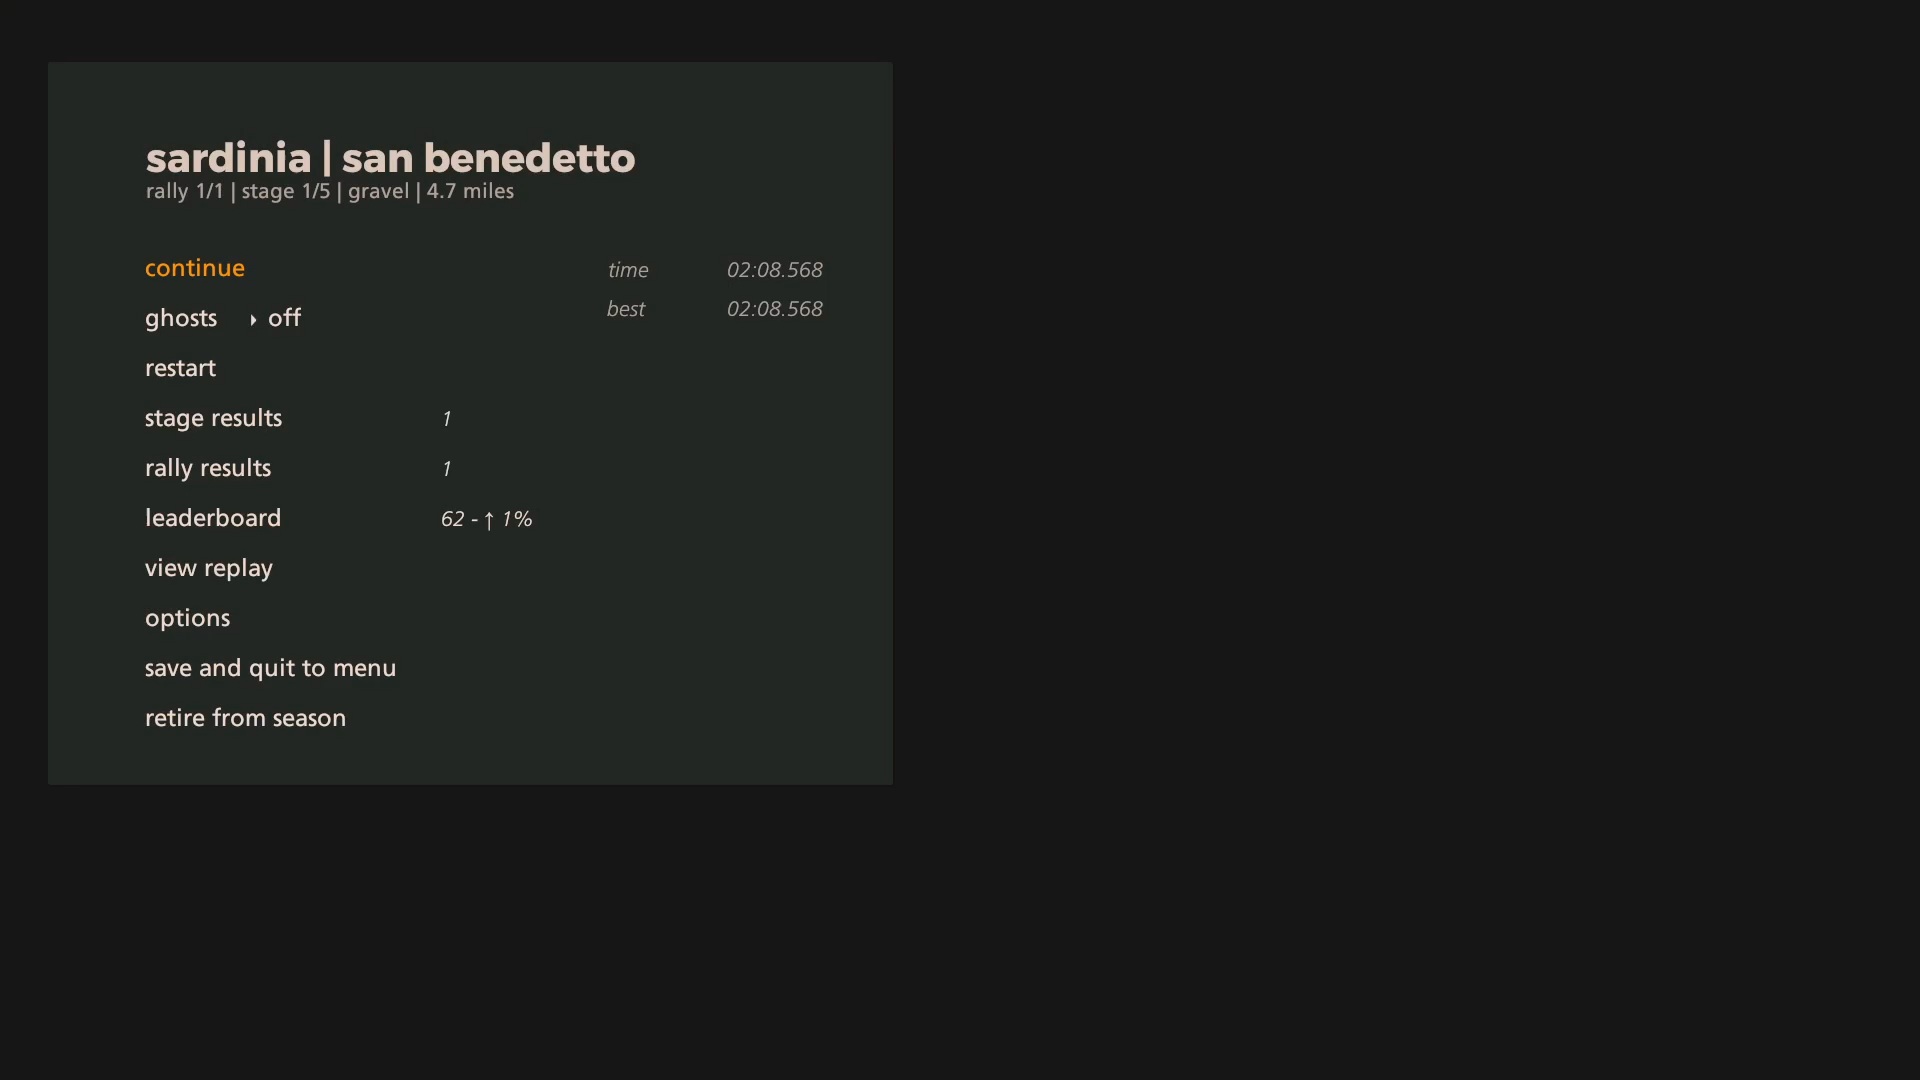 sardinia | san benedetto
rally 1/1 | stage 1/5 | gravel | 4.7 miles
continue
time 02:08.568
best 02:08.568
ghosts off
restart
stage results 1
rally results 1
leaderboard 62 - ↑ 1%
view replay
options
save and quit to menu
retire from season